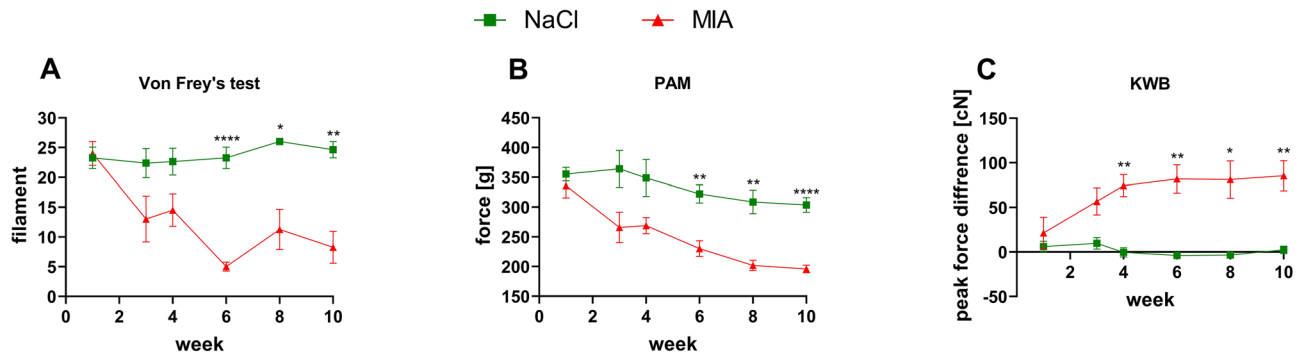 NaCl MIA
A
Von Frey's test
filament
30
25
20
15
10
5
0
0 2 4 6 8 10
week
**** * **
B
PAM
force [g]
450
400
350
300
250
200
150
0 2 4 6 8 10
week
** ** ****
C
KWB
peak force diffrence [cN]
150
100
50
0
-50
2 4 6 8 10
week
** ** * **